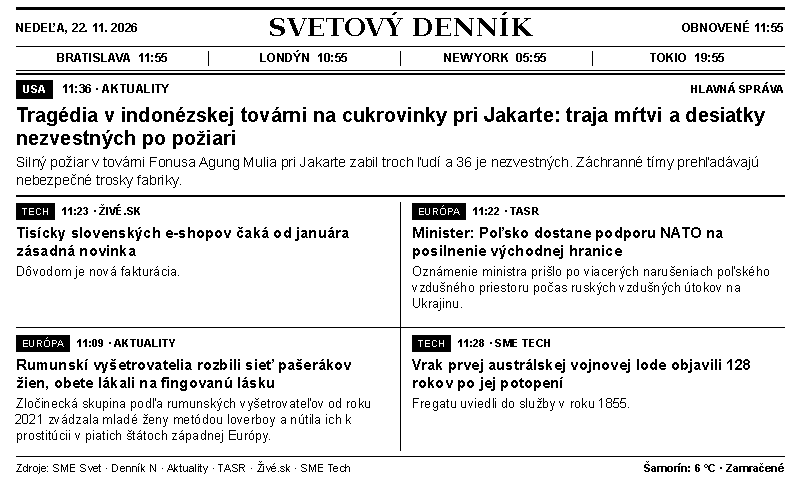 NEDEĽA, 22. 11. 2026
SVETOVÝ DENNÍK
OBNOVENÉ 11:55
BRATISLAVA 11:55
LONDÝN 10:55
NEW YORK 05:55
TOKIO 19:55
USA 11:36 · AKTUALITY
HLAVNÁ SPRÁVA
Tragédia v indonézskej továrni na cukrovinky pri Jakarte: traja mŕtvi a desiatky
nezvestných po požiari
Silný požiar v továrni Fonusa Agung Mulia pri Jakarte zabil troch ľudí a 36 je nezvestných. Záchranné tímy prehľadávajú
nebezpečné trosky fabriky.
TECH 11:23 · ŽIVÉ.SK
Tisícky slovenských e-shopov čaká od januára
zásadná novinka
Dôvodom je nová fakturácia.
EURÓPA 11:22 · TASR
Minister: Poľsko dostane podporu NATO na
posilnenie východnej hranice
Oznámenie ministra prišlo po viacerých narušeniach poľského
vzdušného priestoru počas ruských vzdušných útokov na
Ukrajinu.
EURÓPA 11:09 · AKTUALITY
Rumunskí vyšetrovatelia rozbili sieť pašerákov
žien, obete lákali na fingovanú lásku
Zločinecká skupina podľa rumunských vyšetrovateľov od roku
2021 zvádzala mladé ženy metódou loverboy a nútila ich k
prostitúcii v piatich štátoch západnej Európy.
TECH 11:28 · SME TECH
Vrak prvej austrálskej vojnovej lode objavili 128
rokov po jej potopení
Fregatu uviedli do služby v roku 1855.
Zdroje: SME Svet · Denník N · Aktuality · TASR · Živé.sk · SME Tech
Šamorín: 6 °C · Zamračené